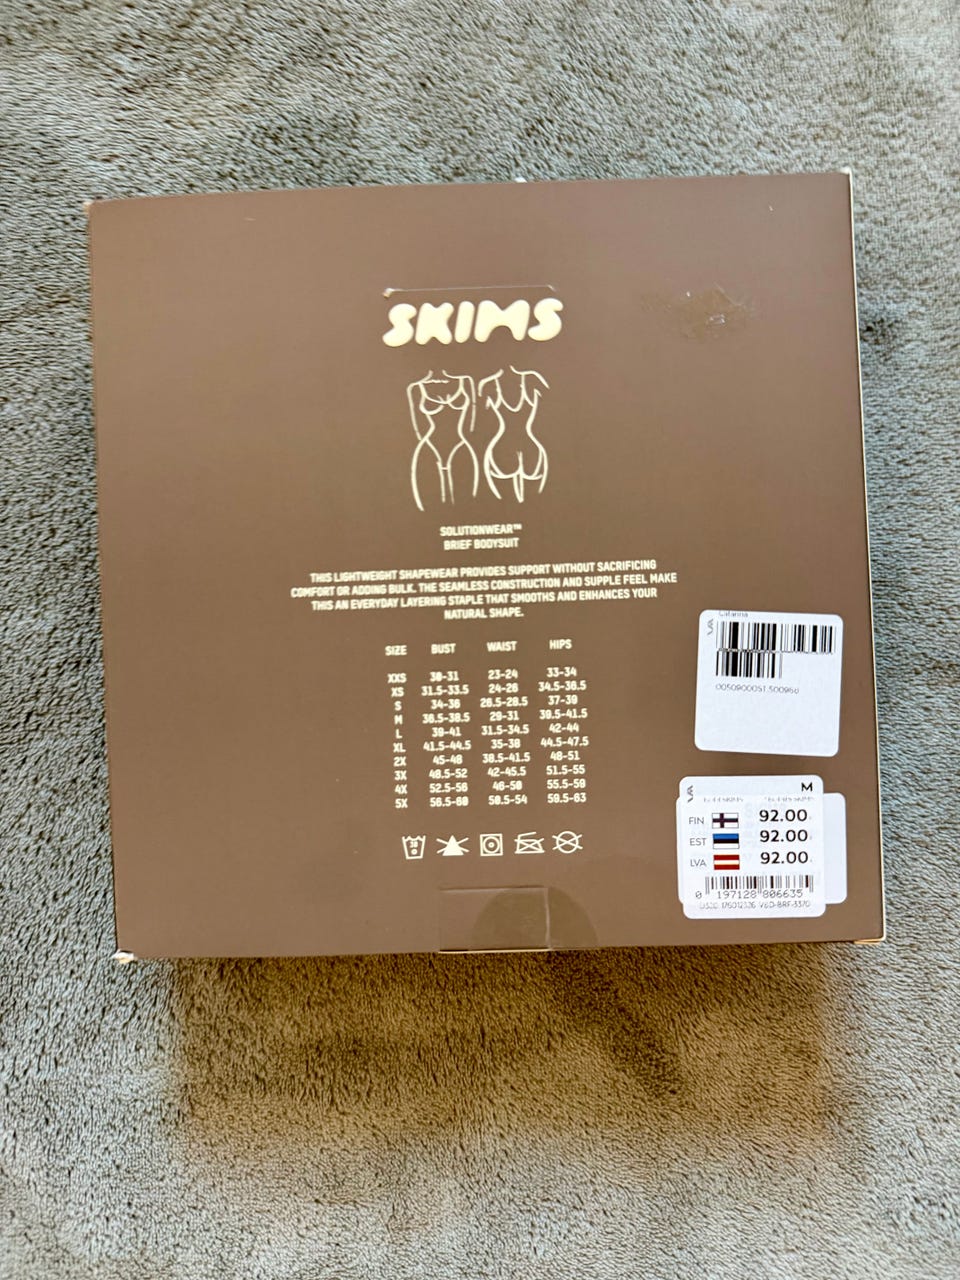 SKIMS
SOLUTIONWEAR™
BRIEF BODYSUIT
THIS LIGHTWEIGHT SHAPEWEAR PROVIDES SUPPORT WITHOUT SACRIFICING
COMFORT OR ADDING BULK. THE SEAMLESS CONSTRUCTION AND SUPPLE FEEL MAKE
THIS AN EVERYDAY LAYERING STAPLE THAT SMOOTHS AND ENHANCES YOUR
NATURAL SHAPE.
SIZE BUST WAIST HIPS
XXS 30-31 23-24 33-34
XS 31.5-33.5 24-26 34.5-36.5
S 34-36 26.5-28.5 37-39
M 36.5-38.5 29-31 39.5-41.5
L 39-41 31.5-34.5 42-44
XL 41.5-44.5 35-38 44.5-47.5
2X 45-48 38.5-41.5 48-51
3X 48.5-52 42-45.5 51.5-55
4X 52.5-56 46-50 55.5-59
5X 56.5-60 50.5-54 59.5-63
30
Catarina
M
FIN 92.00
EST 92.00
LVA 92.00
0 197128 806635